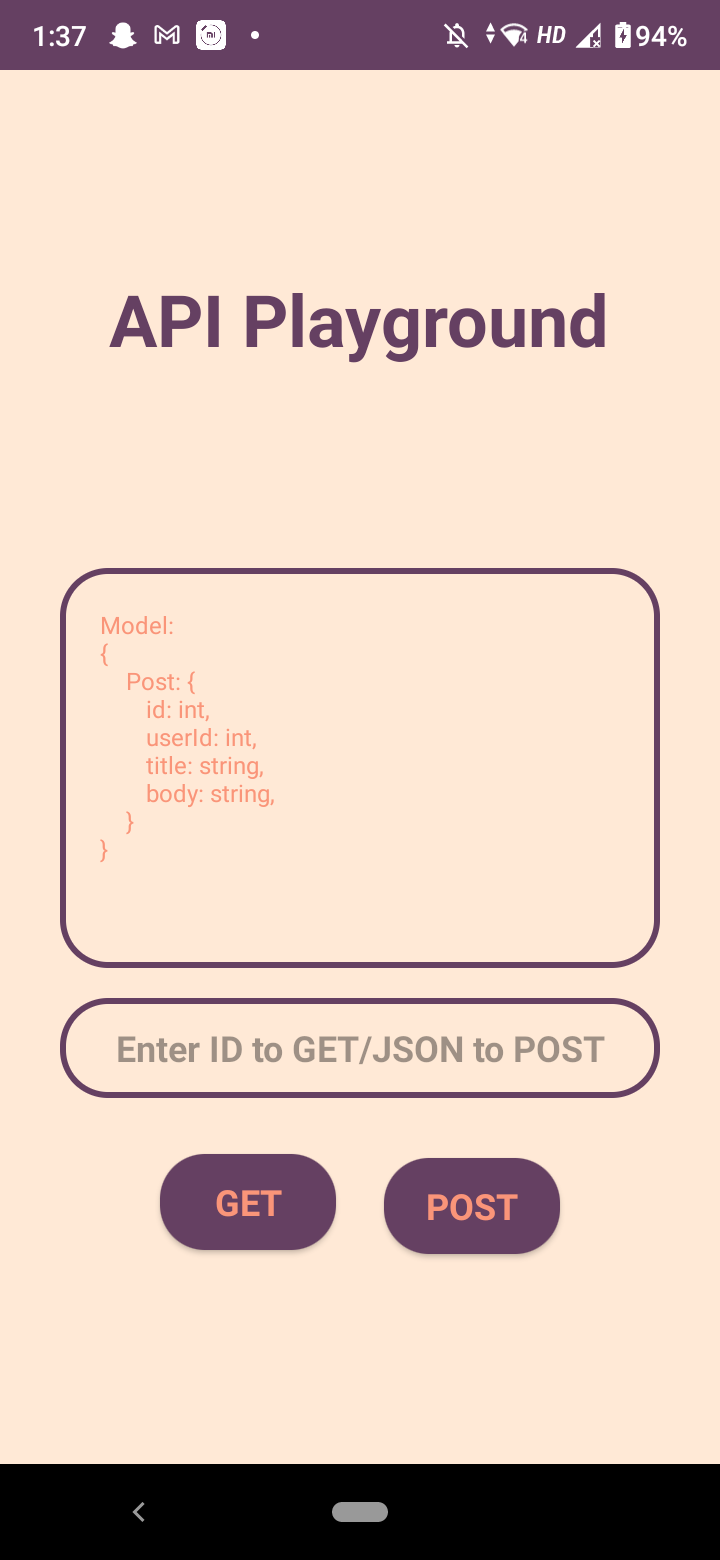 1:37 HD 94%
API Playground
Model:
{
Post: {
id: int,
userId: int,
title: string,
body: string,
}
}
Enter ID to GET/JSON to POST
GET POST